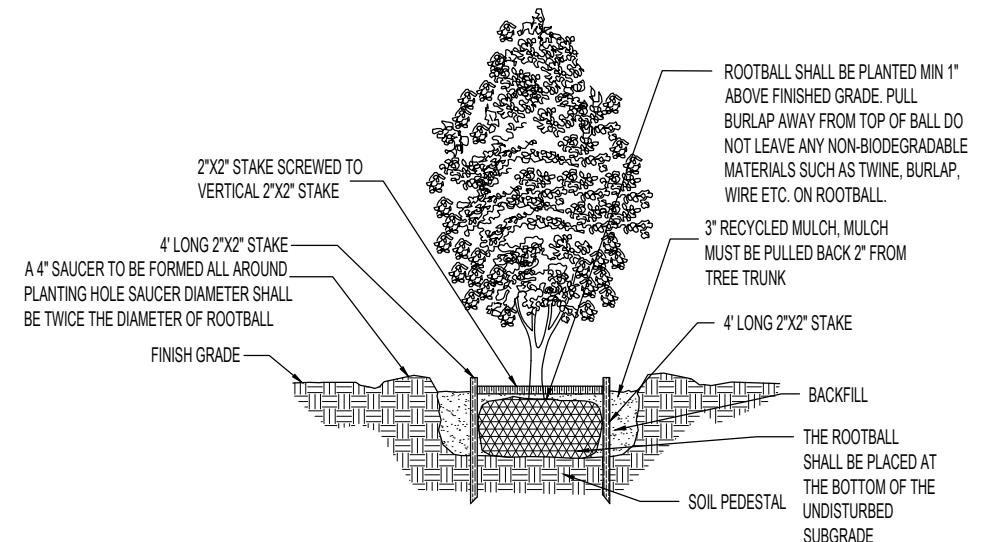 ROOTBALL SHALL BE PLANTED MIN 1"
ABOVE FINISHED GRADE. PULL
BURLAP AWAY FROM TOP OF BALL DO
NOT LEAVE ANY NON-BIODEGRADABLE
MATERIALS SUCH AS TWINE, BURLAP,
WIRE ETC. ON ROOTBALL.
2"X2" STAKE SCREWED TO
VERTICAL 2"X2" STAKE
3" RECYCLED MULCH, MULCH
MUST BE PULLED BACK 2" FROM
TREE TRUNK
4' LONG 2"X2" STAKE
A 4" SAUCER TO BE FORMED ALL AROUND
PLANTING HOLE SAUCER DIAMETER SHALL
BE TWICE THE DIAMETER OF ROOTBALL
4' LONG 2"X2" STAKE
FINISH GRADE
BACKFILL
THE ROOTBALL
SHALL BE PLACED AT
THE BOTTOM OF THE
UNDISTURBED
SUBGRADE
SOIL PEDESTAL